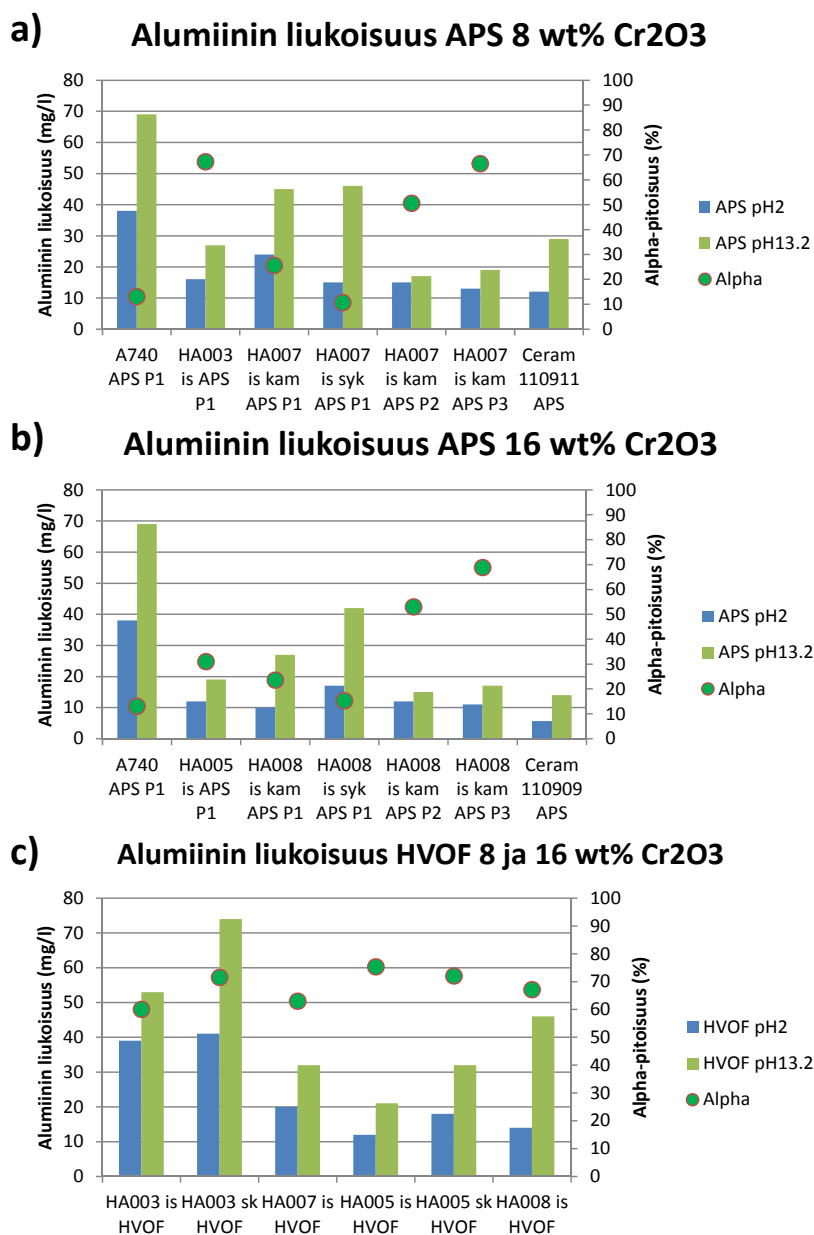 a)
Alumiinin liukoisuus APS 8 wt% Cr2O3
Alumiinin liukoisuus (mg/l)
80
70
60
50
40
30
20
10
0
100
90
80
70
60
50
40
30
20
10
0
Alpha-pitoisuus (%)
APS pH2
APS pH13.2
Alpha
A740
APS P1
HA003
is APS
P1
HA007
is kam
APS P1
HA007
is syk
APS P1
HA007
is kam
APS P2
HA007
is kam
APS P3
Ceram
110911
APS
b)
Alumiinin liukoisuus APS 16 wt% Cr2O3
Alumiinin liukoisuus (mg/l)
80
70
60
50
40
30
20
10
0
100
90
80
70
60
50
40
30
20
10
0
Alpha-pitoisuus (%)
APS pH2
APS pH13.2
Alpha
A740
APS P1
HA005
is APS
P1
HA008
is kam
APS P1
HA008
is syk
APS P1
HA008
is kam
APS P2
HA008
is kam
APS P3
Ceram
110909
APS
c)
Alumiinin liukoisuus HVOF 8 ja 16 wt% Cr2O3
Alumiinin liukoisuus (mg/l)
80
70
60
50
40
30
20
10
0
100
90
80
70
60
50
40
30
20
10
0
Alpha-pitoisuus (%)
HVOF pH2
HVOF pH13.2
Alpha
HA003 is
HVOF
HA003 sk
HVOF
HA007 is
HVOF
HA005 is
HVOF
HA005 sk
HVOF
HA008 is
HVOF